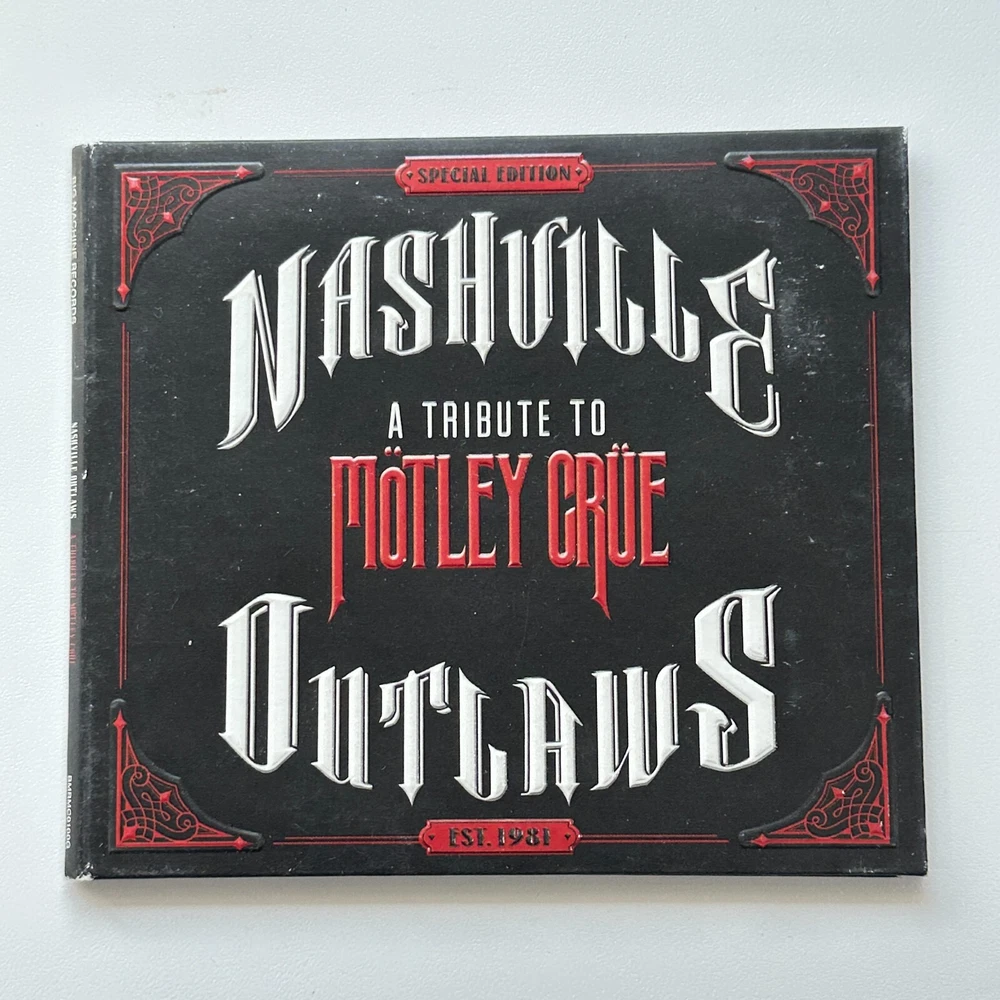 SPECIAL EDITION
NASHVILLE
A TRIBUTE TO
MÖTLEY CRÜE
OUTLAWS
EST. 1981
BIG MACHINE RECORDS
NASHVILLE OUTLAWS A TRIBUTE TO MÖTLEY CRÜE